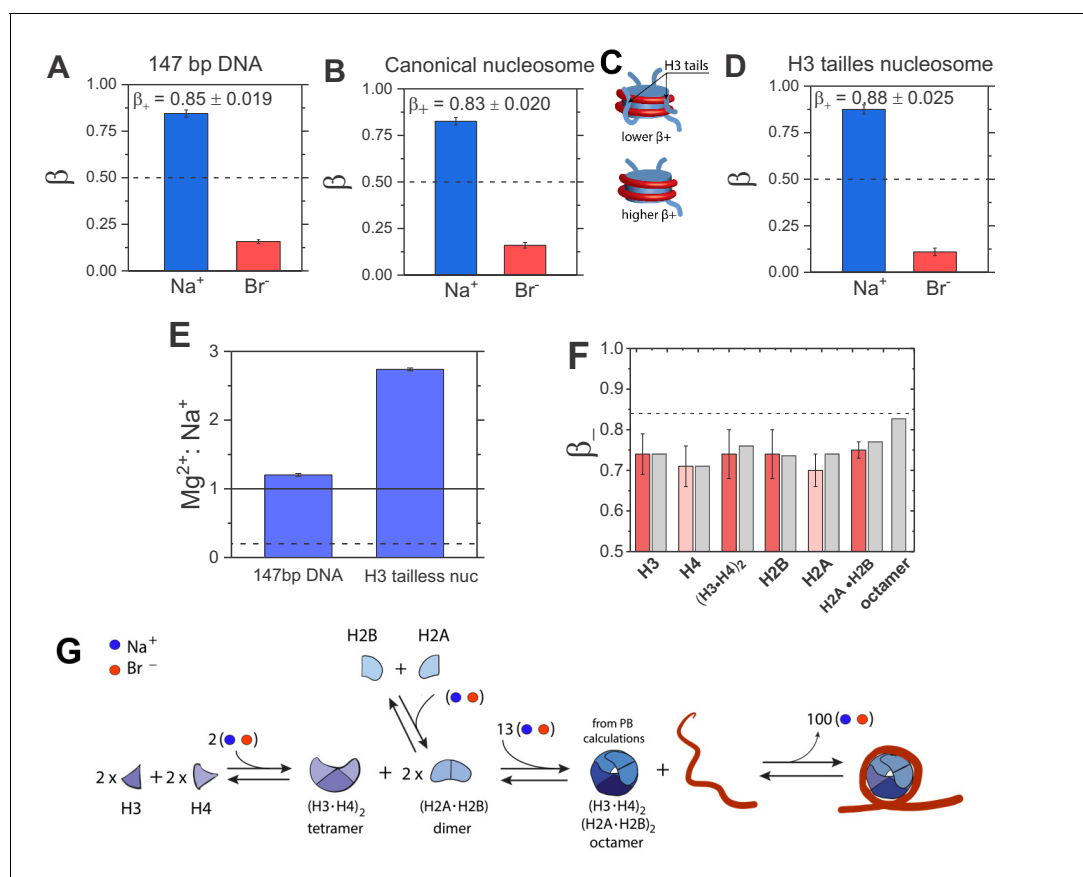 A
147 bp DNA
β₊ = 0.85 ± 0.019
β
1.00
0.75
0.50
0.25
0.00
Na⁺
Br⁻
B
Canonical nucleosome
β₊ = 0.83 ± 0.020
β
1.00
0.75
0.50
0.25
0.00
Na⁺
Br⁻
C
H3 tails
lower β+
higher β+
D
H3 tailles nucleosome
β₊ = 0.88 ± 0.025
β
1.00
0.75
0.50
0.25
0.00
Na⁺
Br⁻
E
Mg²⁺: Na⁺
3
2
1
0
147bp DNA
H3 tailless nuc
F
β_
1.0
0.9
0.8
0.7
0.6
0.5
H3
H4
(H3•H4)₂
H2B
H2A
H2A •H2B
octamer
G
Na⁺
Br⁻
H2B
H2A
+
( )
2 ( )
2 x
+
2 x
H3
H4
(H3·H4)₂
tetramer
+
2 x
(H2A·H2B)
dimer
13 ( )
from PB
calculations
(H3·H4)₂
(H2A·H2B)₂
octamer
+
100 ( )